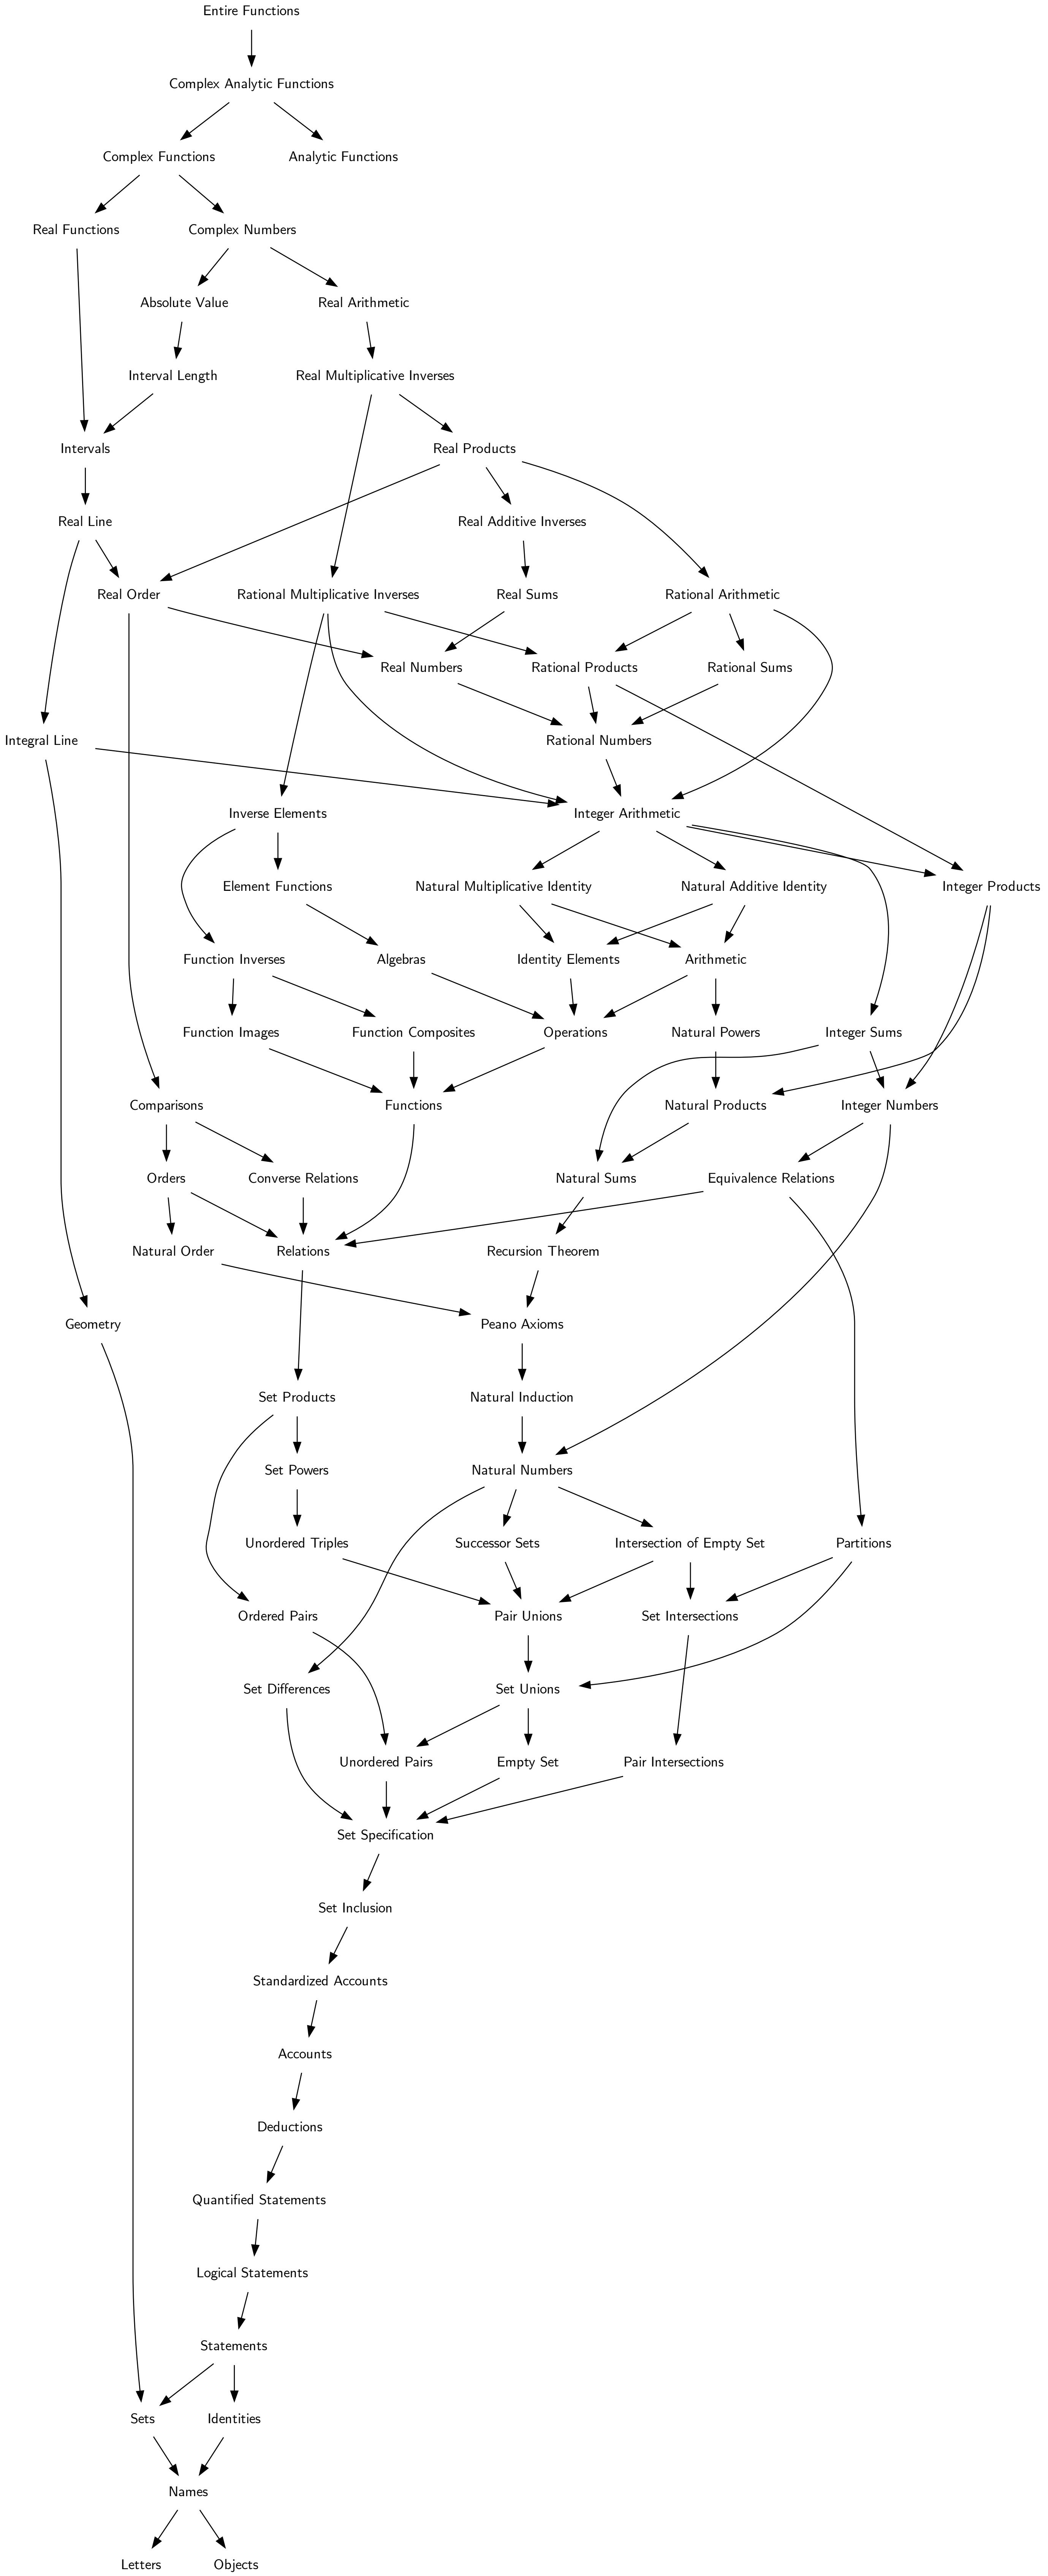 Entire Functions
Complex Analytic Functions
Complex Functions
Analytic Functions
Real Functions
Complex Numbers
Absolute Value
Real Arithmetic
Interval Length
Real Multiplicative Inverses
Intervals
Real Products
Real Line
Real Additive Inverses
Real Order
Rational Multiplicative Inverses
Real Sums
Rational Arithmetic
Real Numbers
Rational Products
Rational Sums
Integral Line
Rational Numbers
Inverse Elements
Integer Arithmetic
Element Functions
Natural Multiplicative Identity
Natural Additive Identity
Integer Products
Function Inverses
Algebras
Identity Elements
Arithmetic
Function Images
Function Composites
Operations
Natural Powers
Integer Sums
Comparisons
Functions
Natural Products
Integer Numbers
Orders
Converse Relations
Natural Sums
Equivalence Relations
Natural Order
Relations
Recursion Theorem
Geometry
Peano Axioms
Set Products
Natural Induction
Set Powers
Natural Numbers
Unordered Triples
Successor Sets
Intersection of Empty Set
Partitions
Ordered Pairs
Pair Unions
Set Intersections
Set Differences
Set Unions
Unordered Pairs
Empty Set
Pair Intersections
Set Specification
Set Inclusion
Standardized Accounts
Accounts
Deductions
Quantified Statements
Logical Statements
Statements
Sets
Identities
Names
Letters
Objects